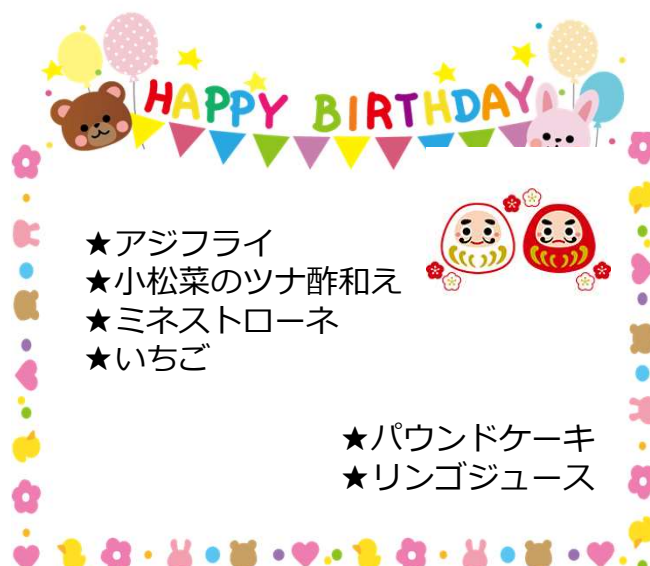 HAPPY BIRTHDAY
★アジフライ
★小松菜のツナ酢和え
★ミネストローネ
★いちご
★パウンドケーキ
★リンゴジュース